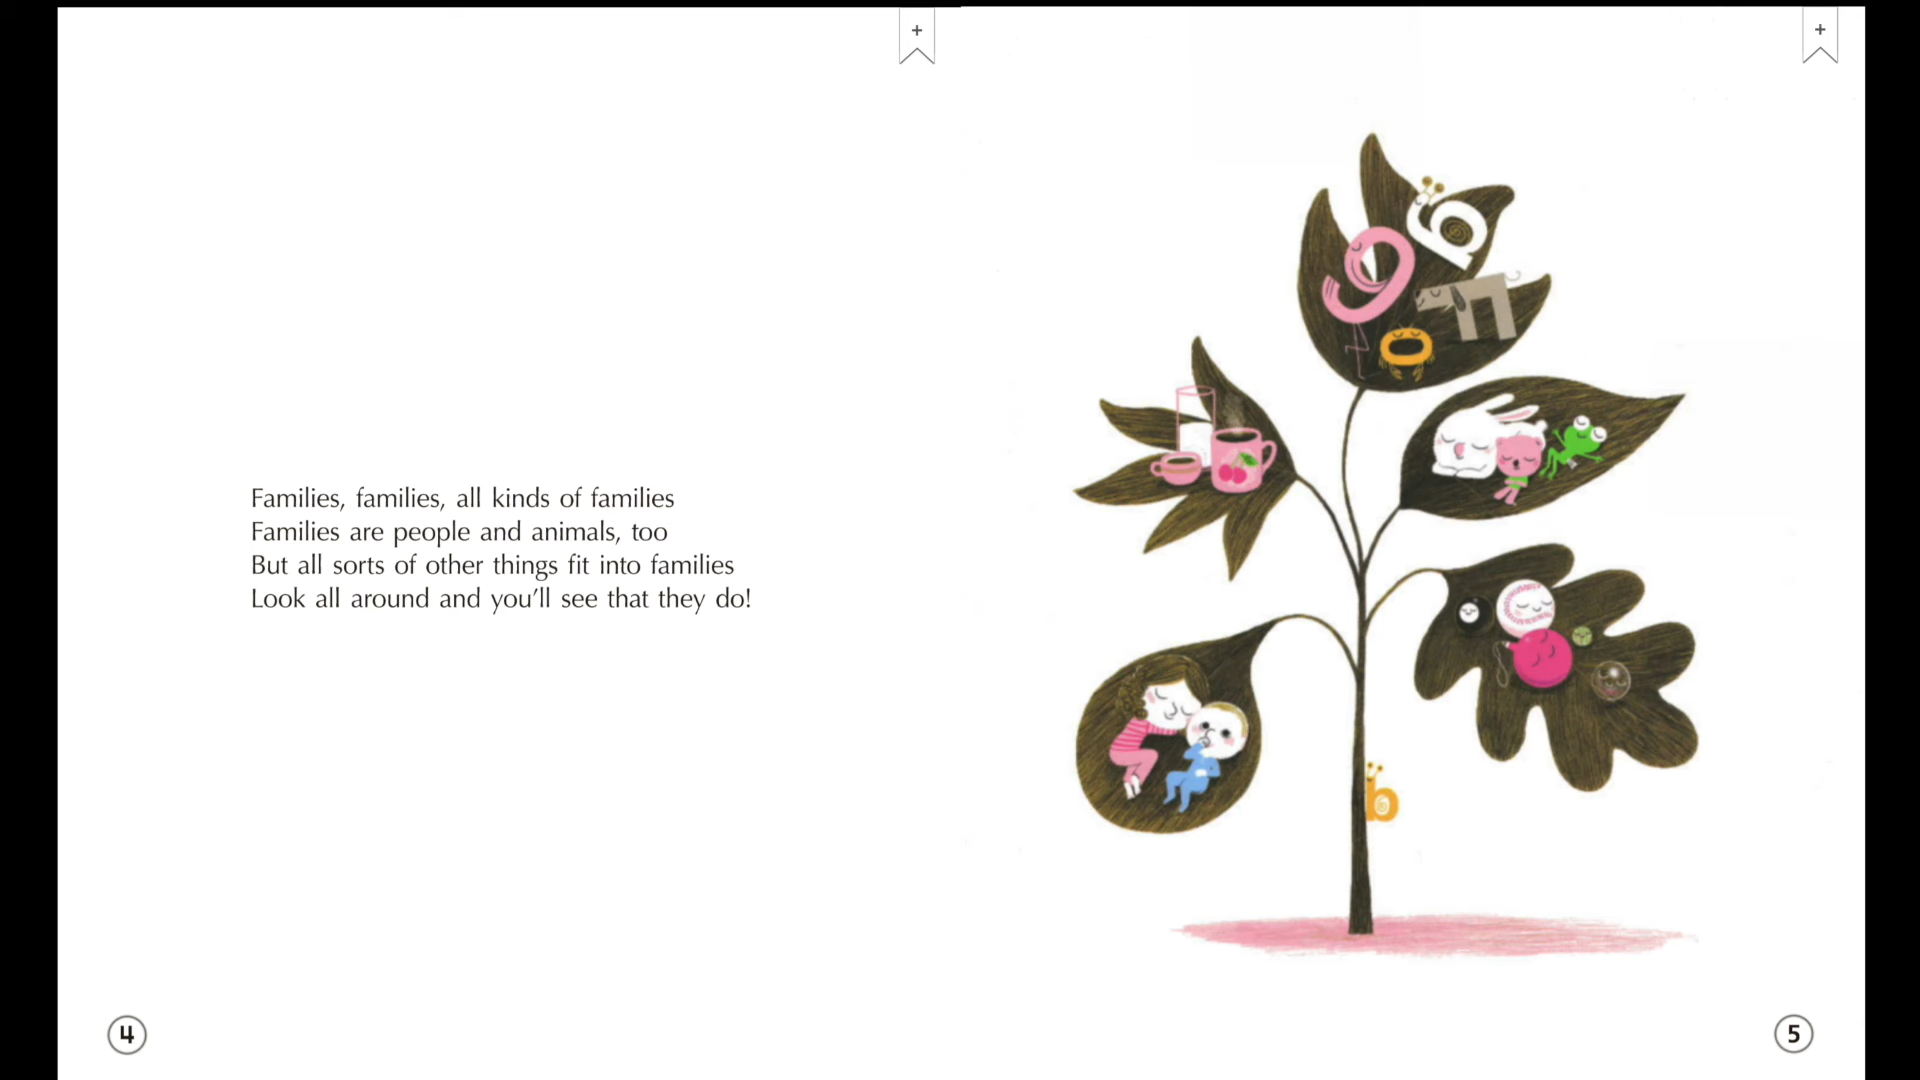 +
+
Families, families, all kinds of families
Families are people and animals, too
But all sorts of other things fit into families
Look all around and you'll see that they do!
4
5